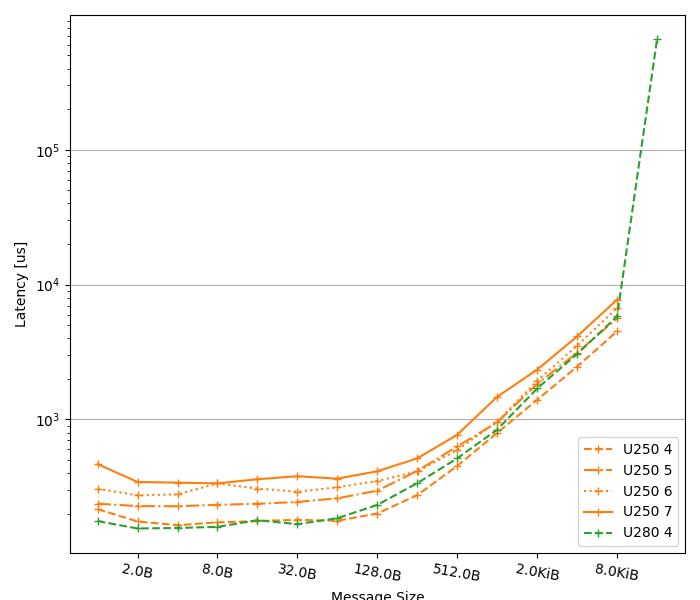 Latency [us]
10^5
10^4
10^3
2.0B 8.0B 32.0B 128.0B 512.0B 2.0KiB 8.0KiB
Message Size
U250 4
U250 5
U250 6
U250 7
U280 4